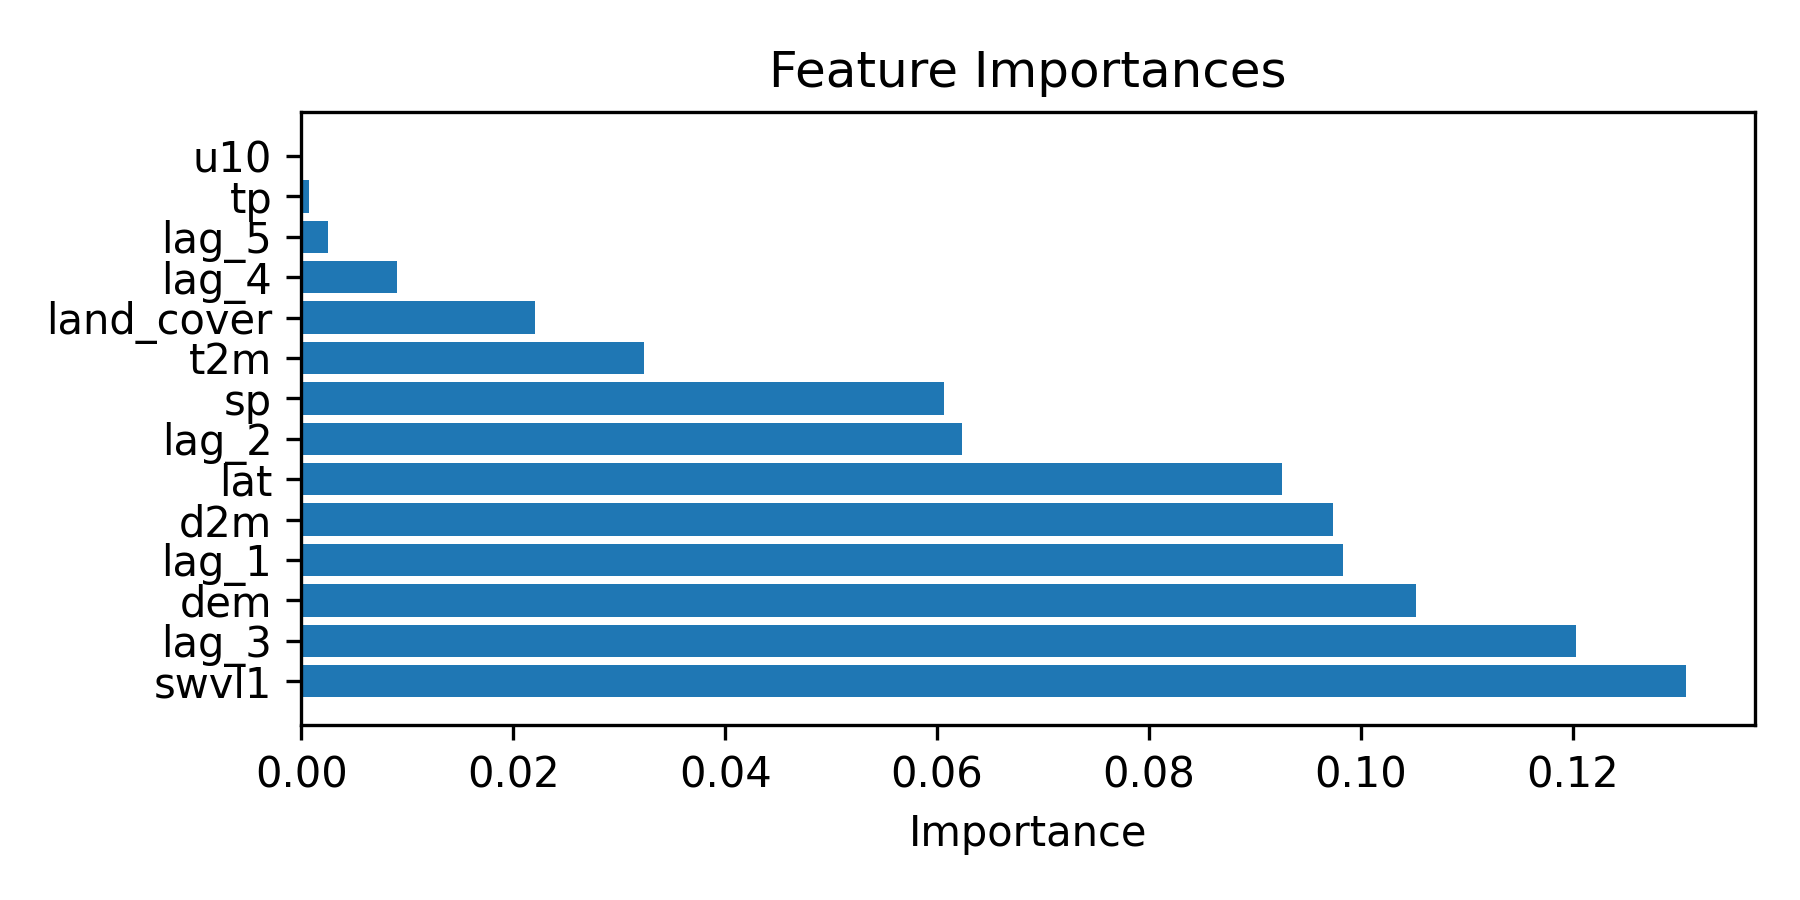 Feature Importances
u10
tp
lag_5
lag_4
land_cover
t2m
sp
lag_2
lat
d2m
lag_1
dem
lag_3
swvl1
0.00 0.02 0.04 0.06 0.08 0.10 0.12
Importance